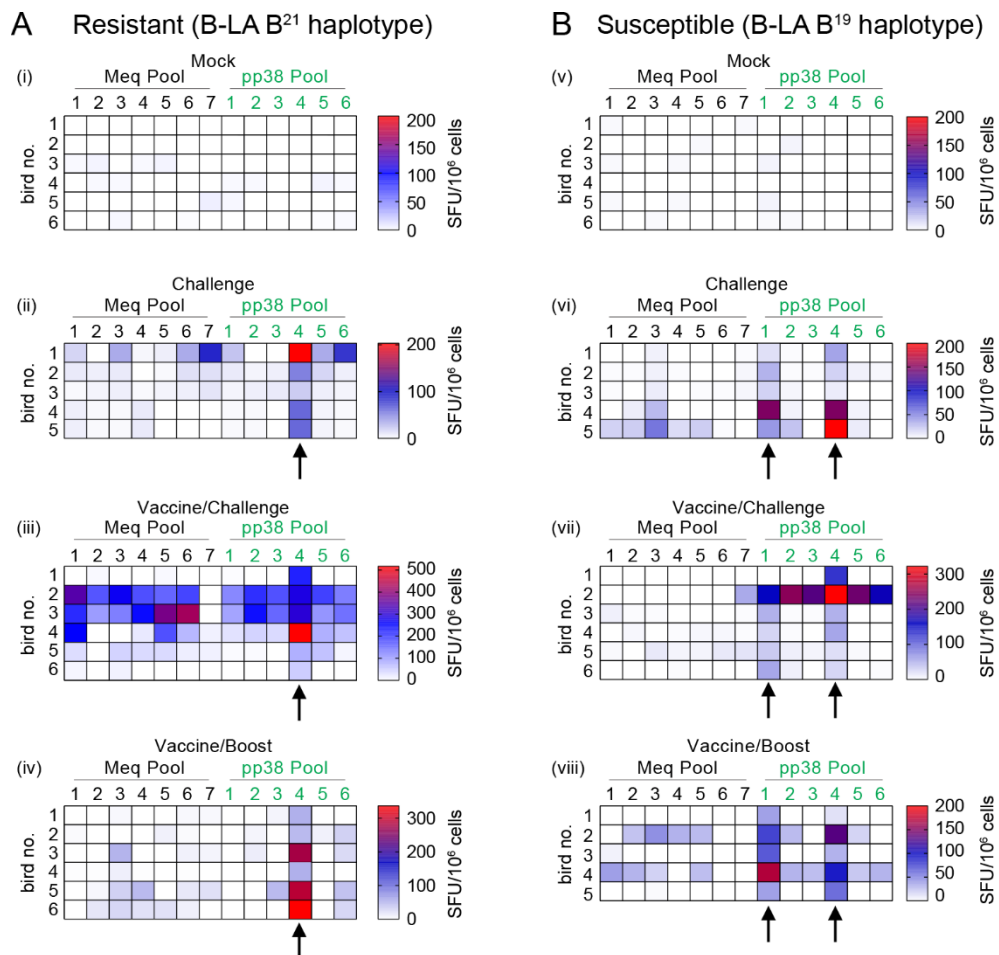 A Resistant (B-LA B²¹ haplotype)
(i) Mock
Meq Pool pp38 Pool
1 2 3 4 5 6 7 1 2 3 4 5 6
bird no.
1
2
3
4
5
6
200
150
100
50
0
SFU/10⁶ cells
(ii) Challenge
Meq Pool pp38 Pool
1 2 3 4 5 6 7 1 2 3 4 5 6
bird no.
1
2
3
4
5
200
100
0
SFU/10⁶ cells
(iii) Vaccine/Challenge
Meq Pool pp38 Pool
1 2 3 4 5 6 7 1 2 3 4 5 6
bird no.
1
2
3
4
5
6
500
400
300
200
100
0
SFU/10⁶ cells
(iv) Vaccine/Boost
Meq Pool pp38 Pool
1 2 3 4 5 6 7 1 2 3 4 5 6
bird no.
1
2
3
4
5
6
300
200
100
0
SFU/10⁶ cells
B Susceptible (B-LA B¹⁹ haplotype)
(v) Mock
Meq Pool pp38 Pool
1 2 3 4 5 6 7 1 2 3 4 5 6
bird no.
1
2
3
4
5
6
200
150
100
50
0
SFU/10⁶ cells
(vi) Challenge
Meq Pool pp38 Pool
1 2 3 4 5 6 7 1 2 3 4 5 6
bird no.
1
2
3
4
5
200
150
100
50
0
SFU/10⁶ cells
(vii) Vaccine/Challenge
Meq Pool pp38 Pool
1 2 3 4 5 6 7 1 2 3 4 5 6
bird no.
1
2
3
4
5
6
300
200
100
0
SFU/10⁶ cells
(viii) Vaccine/Boost
Meq Pool pp38 Pool
1 2 3 4 5 6 7 1 2 3 4 5 6
bird no.
1
2
3
4
5
200
150
100
50
0
SFU/10⁶ cells